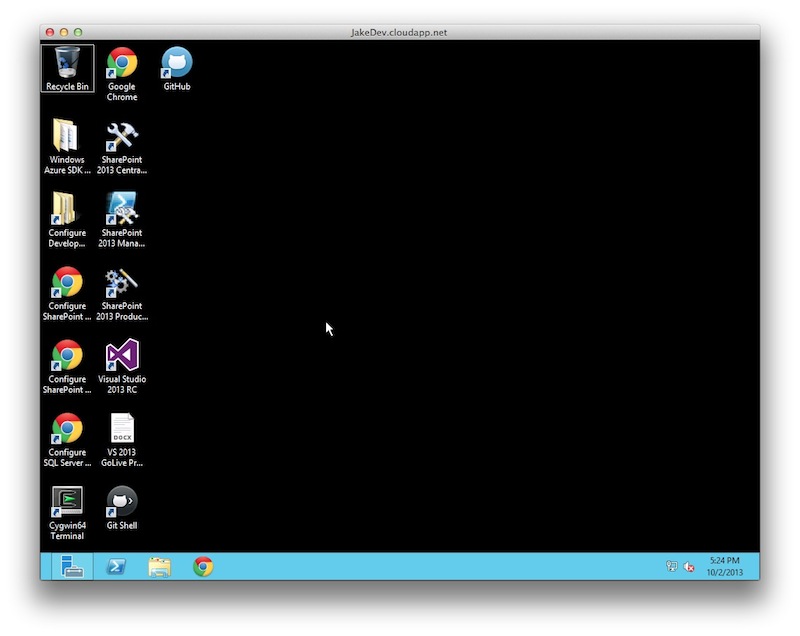 JakeDev.cloudapp.net
Recycle Bin
Google
Chrome
GitHub
Windows
Azure SDK ...
SharePoint
2013 Centra...
Configure
Develop...
SharePoint
2013 Mana...
Configure
SharePoint ...
SharePoint
2013 Produc...
Configure
SharePoint ...
Visual Studio
2013 RC
Configure
SQL Server ...
DOCX
VS 2013
GoLive Pr...
Cygwin64
Terminal
Git Shell
5:24 PM
10/2/2013